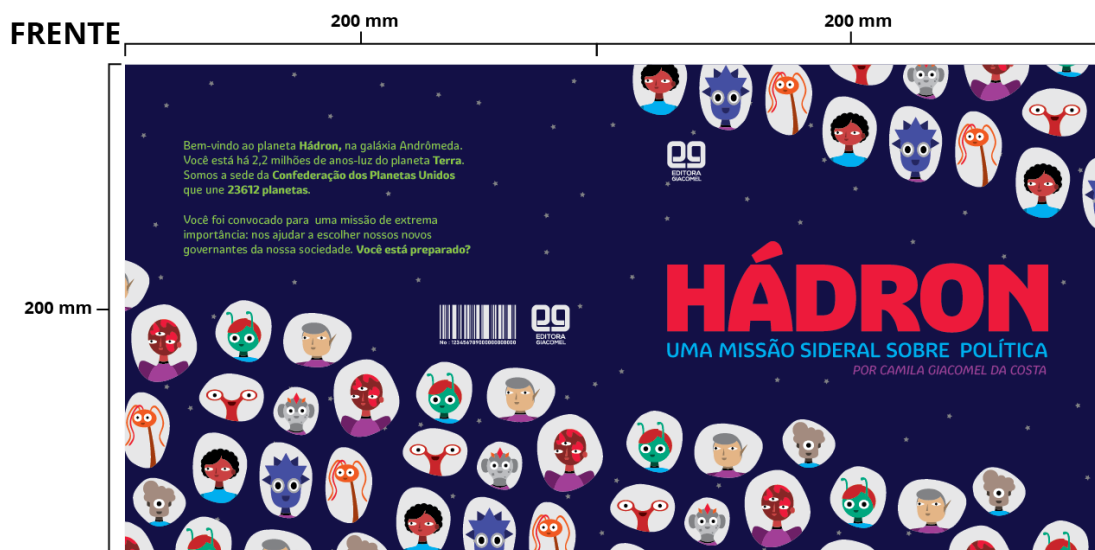 FRENTE
200 mm
200 mm
200 mm
Bem-vindo ao planeta Hádron, na galáxia Andrômeda.
Você está há 2,2 milhões de anos-luz do planeta Terra.
Somos a sede da Confederação dos Planetas Unidos
que une 23612 planetas.
Você foi convocado para uma missão de extrema
importância: nos ajudar a escolher nossos novos
governantes da nossa sociedade. Você está preparado?
EDITORA
GIACOMEL
eg
EDITORA
GIACOMEL
HÁDRON
UMA MISSÃO SIDERAL SOBRE POLÍTICA
POR CAMILA GIACOMEL DA COSTA